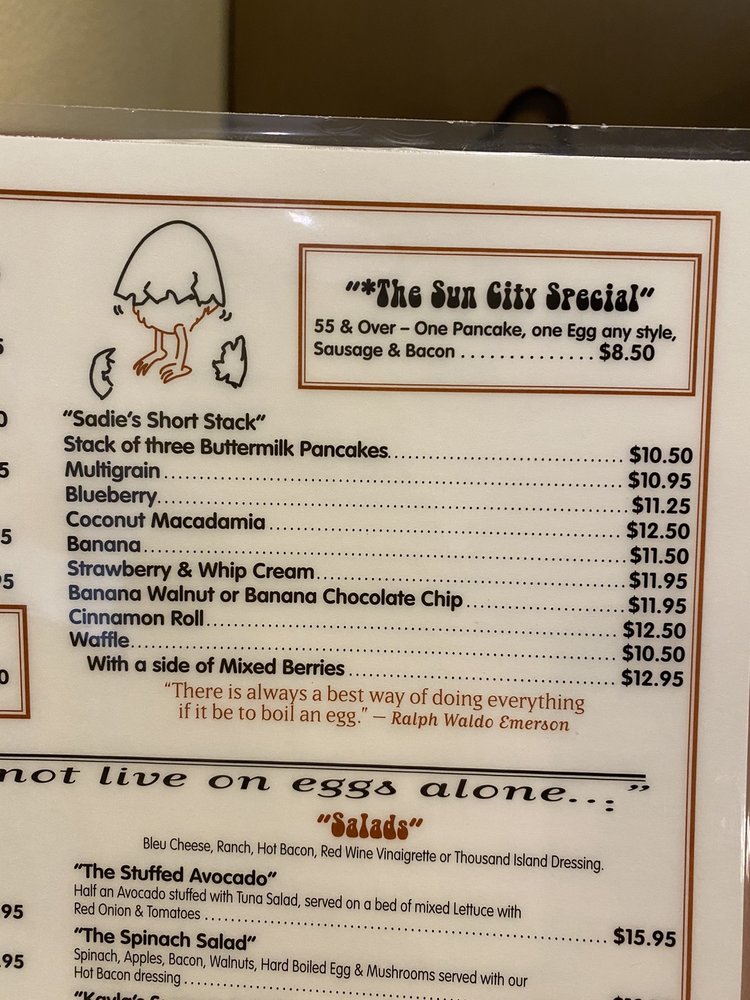 "*The Sun City Special"
55 & Over – One Pancake, one Egg any style,
Sausage & Bacon .............. $8.50
"Sadie's Short Stack"
Stack of three Buttermilk Pancakes ........ $10.50
Multigrain ........ $10.95
Blueberry ........ $11.25
Coconut Macadamia ........ $12.50
Banana ........ $11.50
Strawberry & Whip Cream ........ $11.95
Banana Walnut or Banana Chocolate Chip ........ $11.95
Cinnamon Roll ........ $12.50
Waffle ........ $10.50
With a side of Mixed Berries ........ $12.95
"There is always a best way of doing everything
if it be to boil an egg." – Ralph Waldo Emerson
not live on eggs alone...."
"Salads"
Bleu Cheese, Ranch, Hot Bacon, Red Wine Vinaigrette or Thousand Island Dressing.
"The Stuffed Avocado"
Half an Avocado stuffed with Tuna Salad, served on a bed of mixed Lettuce with
Red Onion & Tomatoes ........ $15.95
"The Spinach Salad"
Spinach, Apples, Bacon, Walnuts, Hard Boiled Egg & Mushrooms served with our
Hot Bacon dressing ........